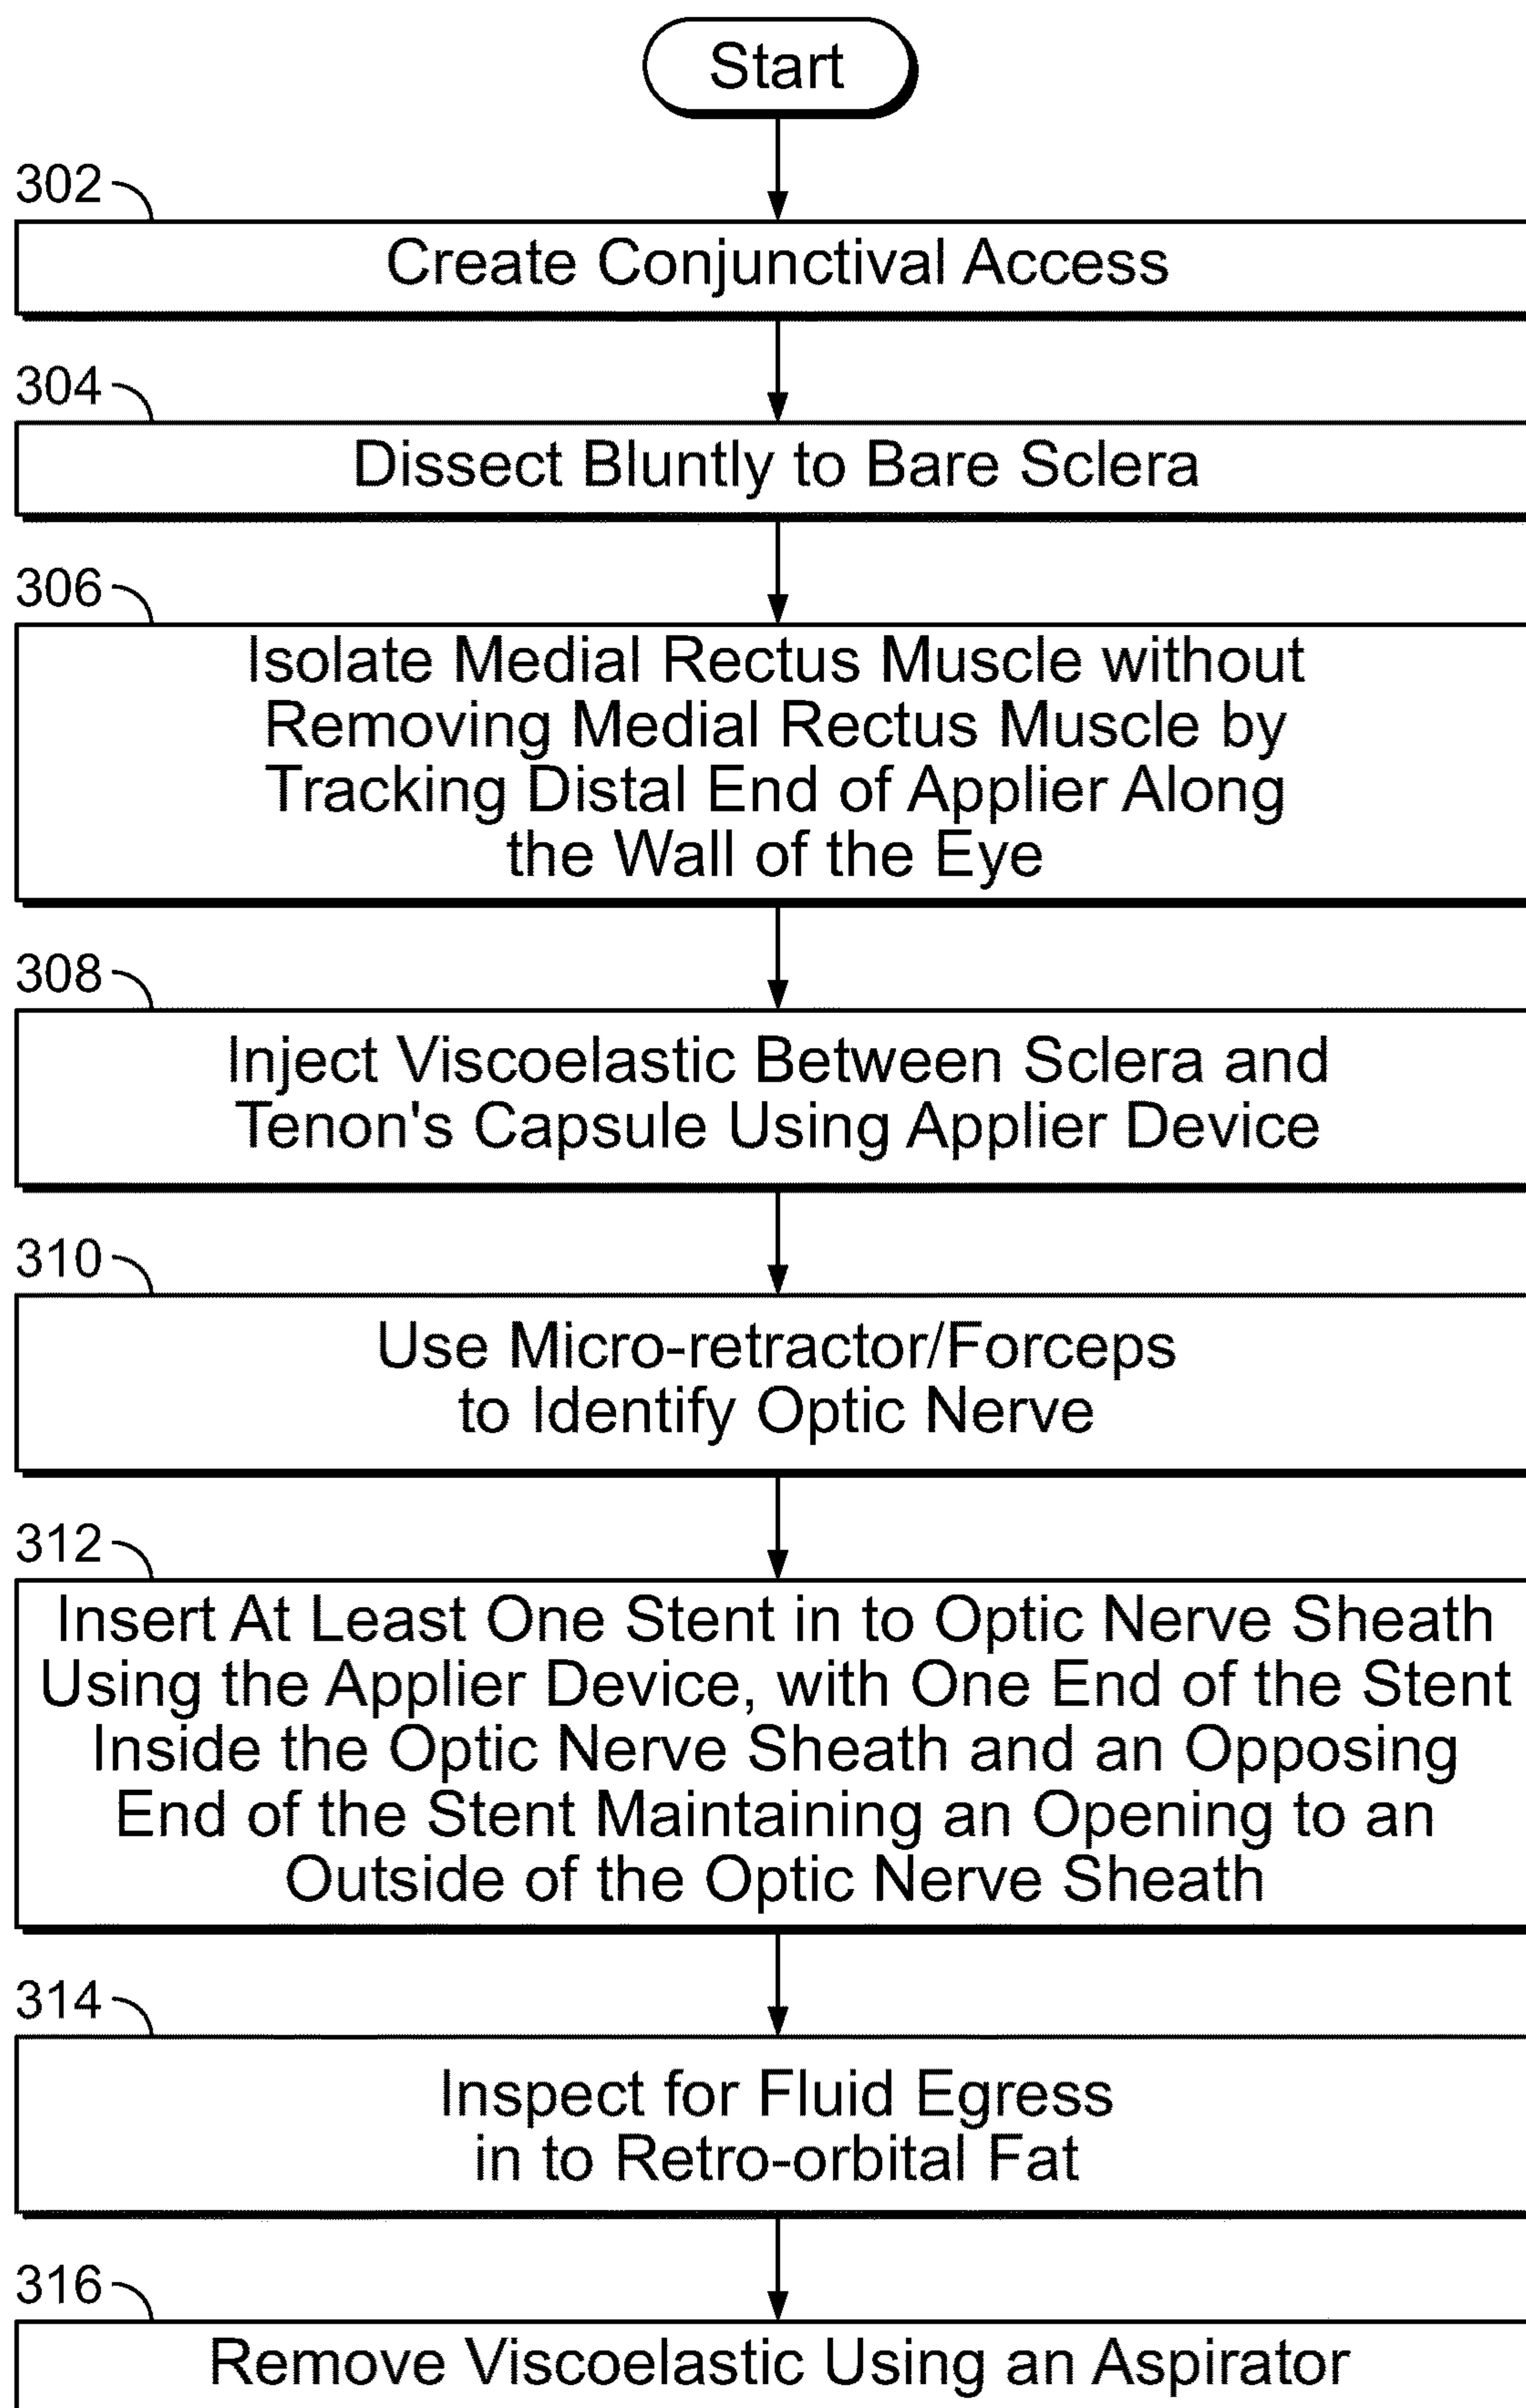 Start
302
Create Conjunctival Access
304
Dissect Bluntly to Bare Sclera
306
Isolate Medial Rectus Muscle without
Removing Medial Rectus Muscle by
Tracking Distal End of Applier Along
the Wall of the Eye
308
Inject Viscoelastic Between Sclera and
Tenon's Capsule Using Applier Device
310
Use Micro-retractor/Forceps
to Identify Optic Nerve
312
Insert At Least One Stent in to Optic Nerve Sheath
Using the Applier Device, with One End of the Stent
Inside the Optic Nerve Sheath and an Opposing
End of the Stent Maintaining an Opening to an
Outside of the Optic Nerve Sheath
314
Inspect for Fluid Egress
in to Retro-orbital Fat
316
Remove Viscoelastic Using an Aspirator